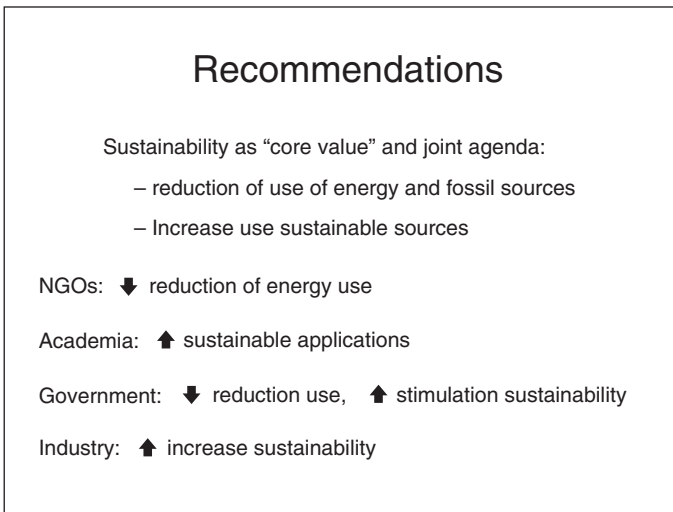 Recommendations
Sustainability as “core value” and joint agenda:
– reduction of use of energy and fossil sources
– Increase use sustainable sources
NGOs: 🡇 reduction of energy use
Academia: 🡅 sustainable applications
Government: 🡇 reduction use, 🡅 stimulation sustainability
Industry: 🡅 increase sustainability